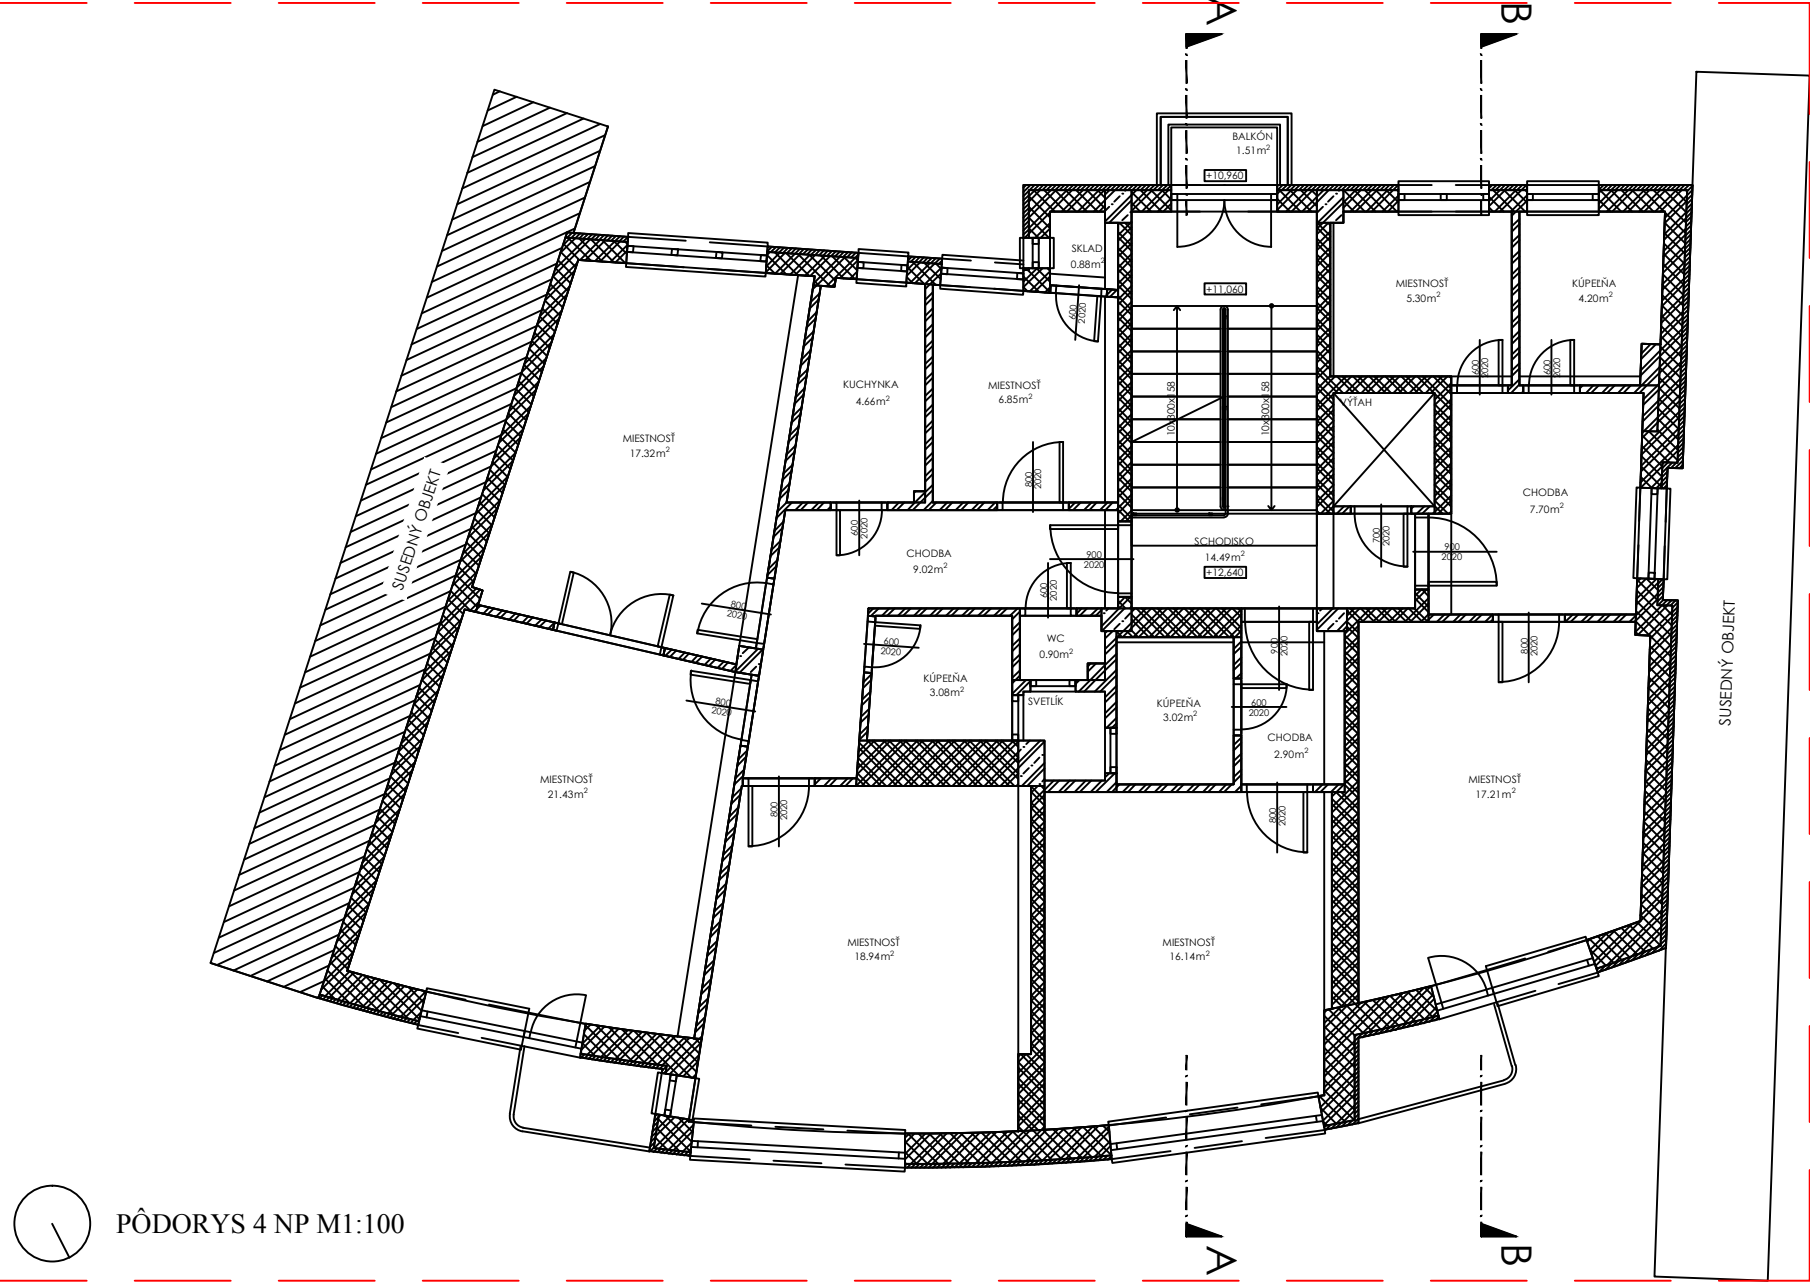 A
B
BALKÓN
1.51m²
+10,960
SKLAD
0.88m²
+11,060
600
2020
MIESTNOSŤ
5.30m²
KÚPEĽŇA
4.20m²
600
2020
600
2020
KUCHYNKA
4.66m²
MIESTNOSŤ
6.85m²
10x300x158
10x300x158
VÝŤAH
MIESTNOSŤ
17.32m²
800
2020
CHODBA
7.70m²
SUSEDNÝ OBJEKT
600
2020
CHODBA
9.02m²
900
2020
SCHODISKO
14.49m²
+12,640
700
2020
900
2020
600
2020
800
2020
600
2020
WC
0.90m²
900
2020
800
2020
SUSEDNÝ OBJEKT
KÚPEĽŇA
3.08m²
SVETLÍK
KÚPEĽŇA
3.02m²
600
2020
800
2020
CHODBA
2.90m²
MIESTNOSŤ
21.43m²
MIESTNOSŤ
17.21m²
800
2020
800
2020
MIESTNOSŤ
18.94m²
MIESTNOSŤ
16.14m²
PÔDORYS 4 NP M1:100
A
B